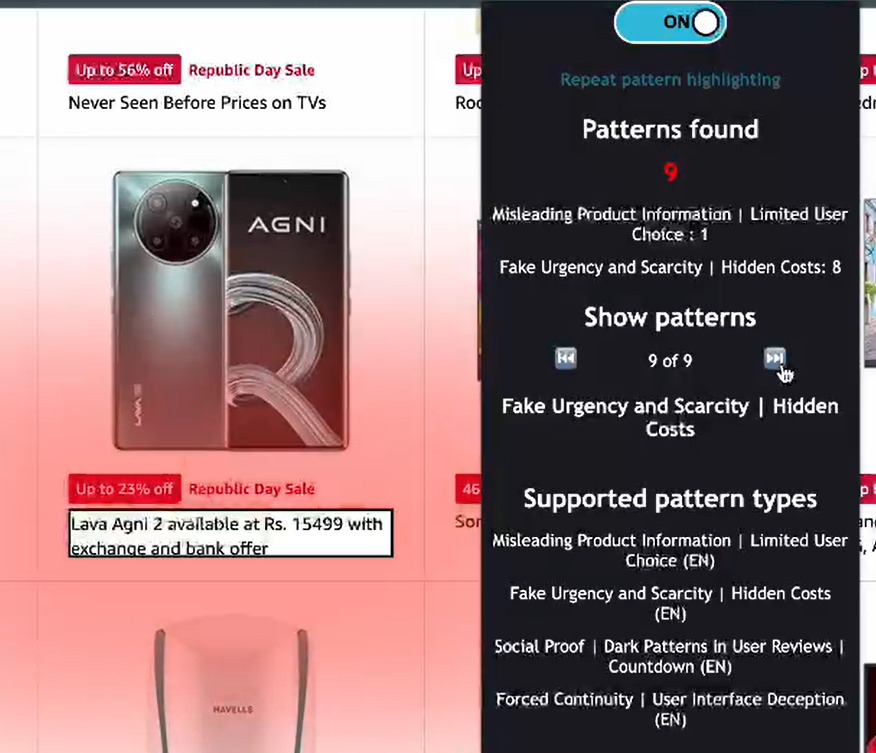 Up to 56% off Republic Day Sale
Never Seen Before Prices on TVs
AGNI
LAVA
Up to 23% off Republic Day Sale
Lava Agni 2 available at Rs. 15499 with
exchange and bank offer
HAVELLS
Up
Roo
46
Son
ON
Repeat pattern highlighting
Patterns found
9
Misleading Product Information | Limited User
Choice : 1
Fake Urgency and Scarcity | Hidden Costs: 8
Show patterns
9 of 9
Fake Urgency and Scarcity | Hidden
Costs
Supported pattern types
Misleading Product Information | Limited User
Choice (EN)
Fake Urgency and Scarcity | Hidden Costs
(EN)
Social Proof | Dark Patterns In User Reviews |
Countdown (EN)
Forced Continuity | User Interface Deception
(EN)